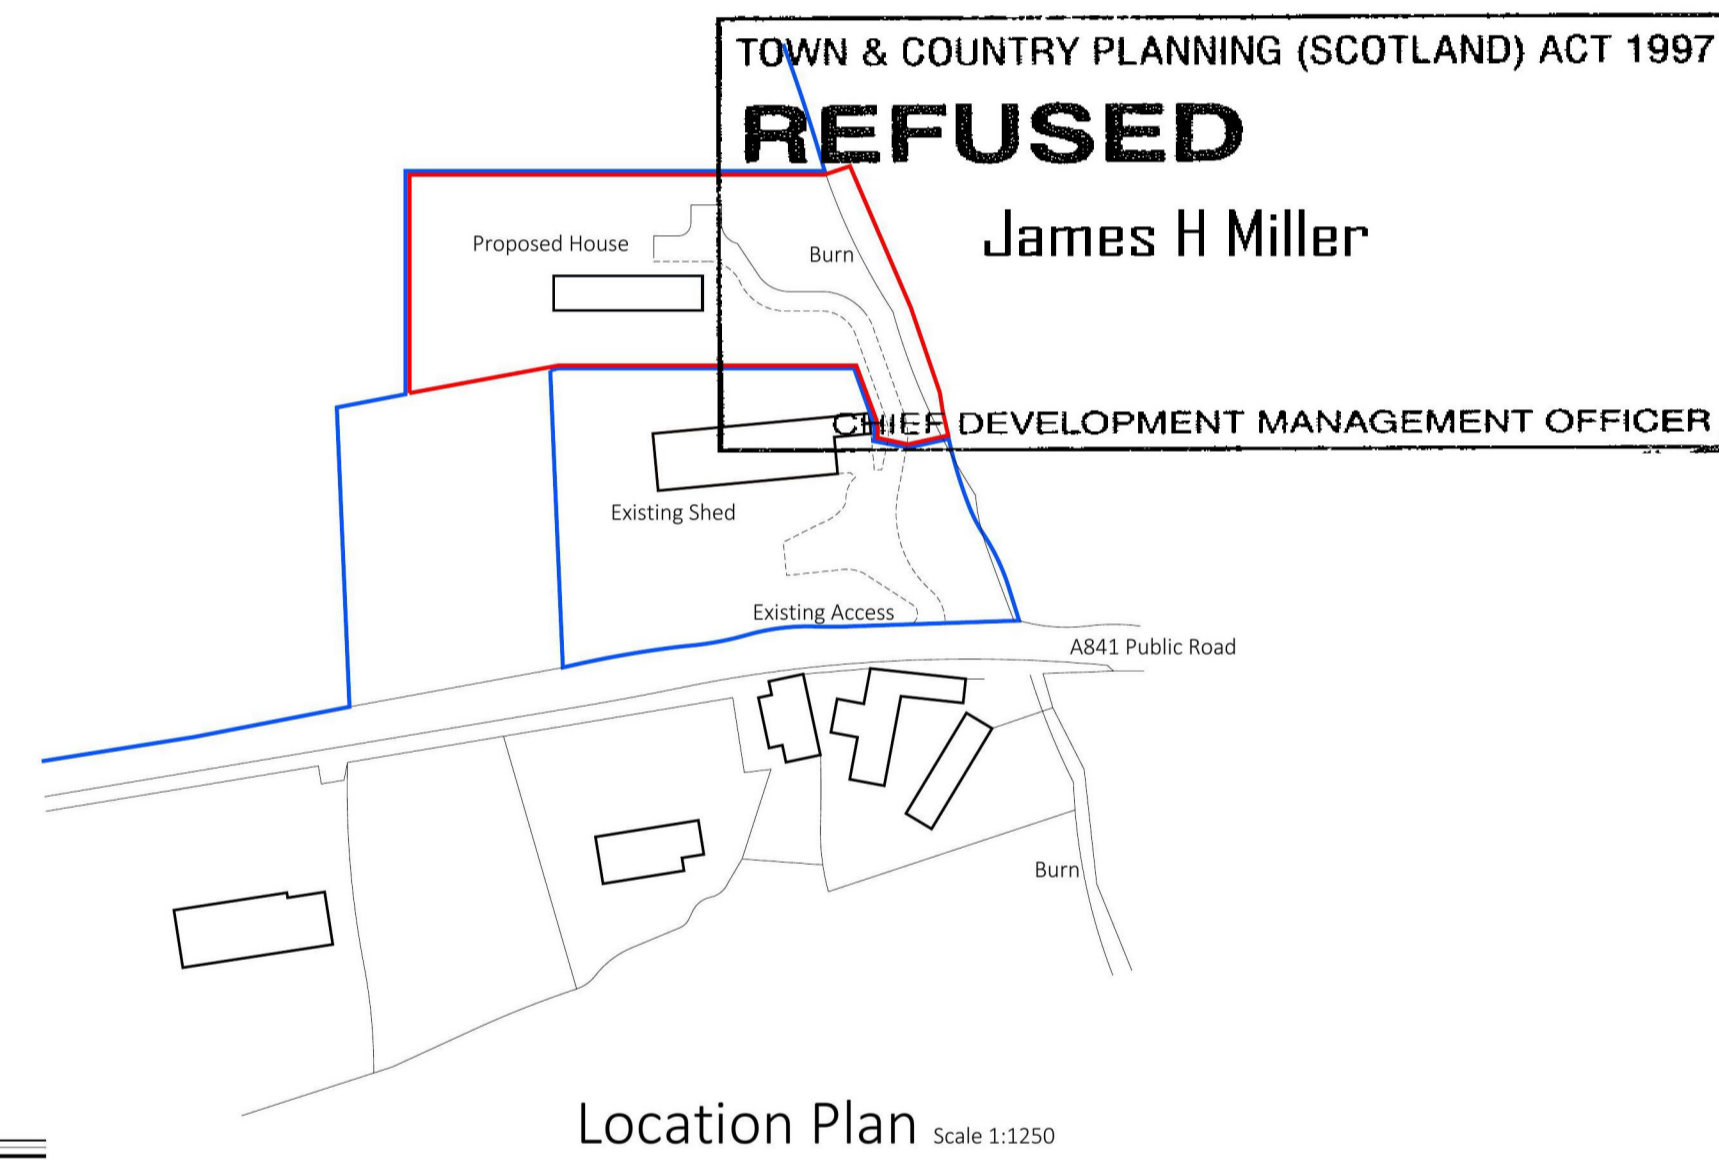 TOWN & COUNTRY PLANNING (SCOTLAND) ACT 1997
REFUSED
James H Miller
CHIEF DEVELOPMENT MANAGEMENT OFFICER
Proposed House
Burn
Existing Shed
Existing Access
A841 Public Road
Burn
Location Plan Scale 1:1250